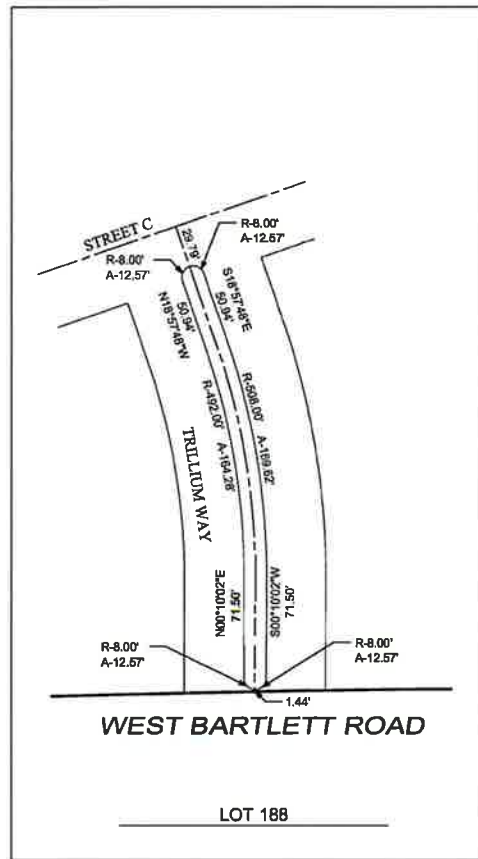 STREET C
29.79'
R-8.00'
A-12.57'
R-8.00'
A-12.57'
N18°57'48"W
50.94'
S18°57'48"E
50.94'
R-492.00' A-164.28'
R-508.00' A-169.62'
TRILLIUM WAY
N00°10'02"E
71.50'
S00°10'02"W
71.50'
R-8.00'
A-12.57'
R-8.00'
A-12.57'
1.44'
WEST BARTLETT ROAD
LOT 188